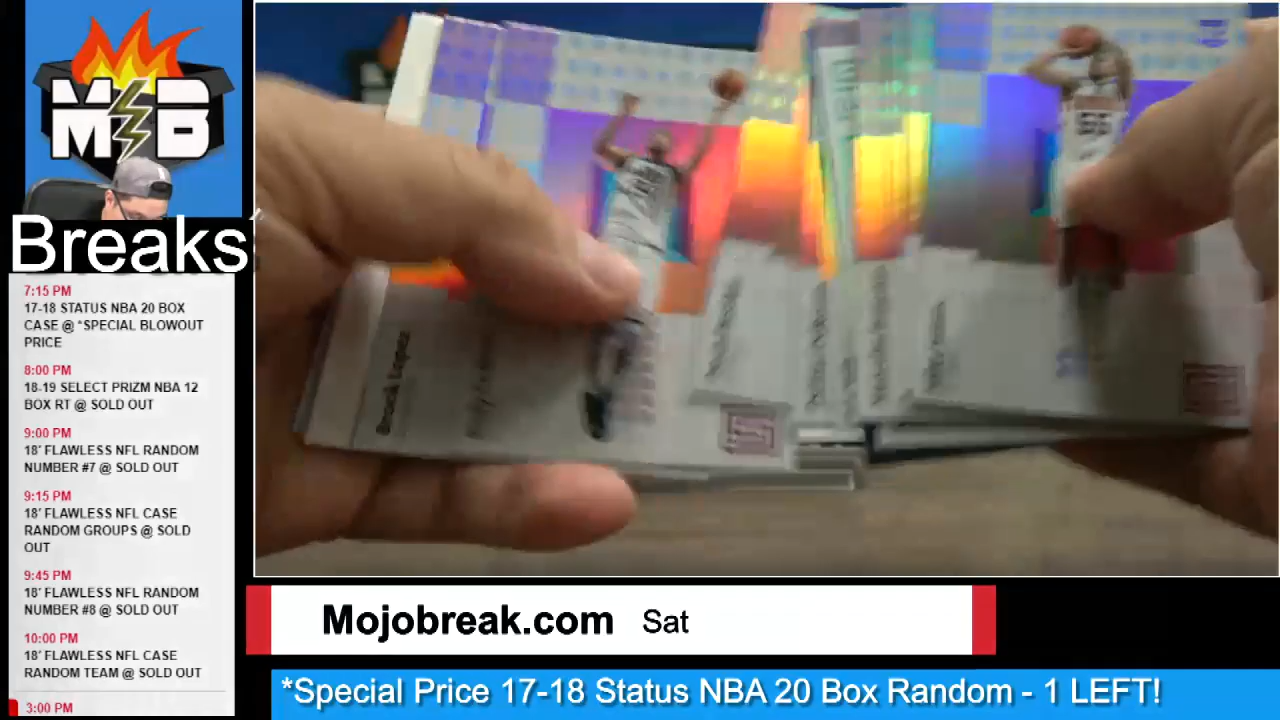 M B
M B
Breaks
7:15 PM
17-18 STATUS NBA 20 BOX
CASE @ *SPECIAL BLOWOUT
PRICE
8:00 PM
18-19 SELECT PRIZM NBA 12
BOX RT @ SOLD OUT
9:00 PM
18' FLAWLESS NFL RANDOM
NUMBER #7 @ SOLD OUT
9:15 PM
18' FLAWLESS NFL CASE
RANDOM GROUPS @ SOLD
OUT
9:45 PM
18' FLAWLESS NFL RANDOM
NUMBER #8 @ SOLD OUT
10:00 PM
18' FLAWLESS NFL CASE
RANDOM TEAM @ SOLD OUT
3:00 PM
Brook Lopez
Mojobreak.com Sat
*Special Price 17-18 Status NBA 20 Box Random - 1 LEFT!